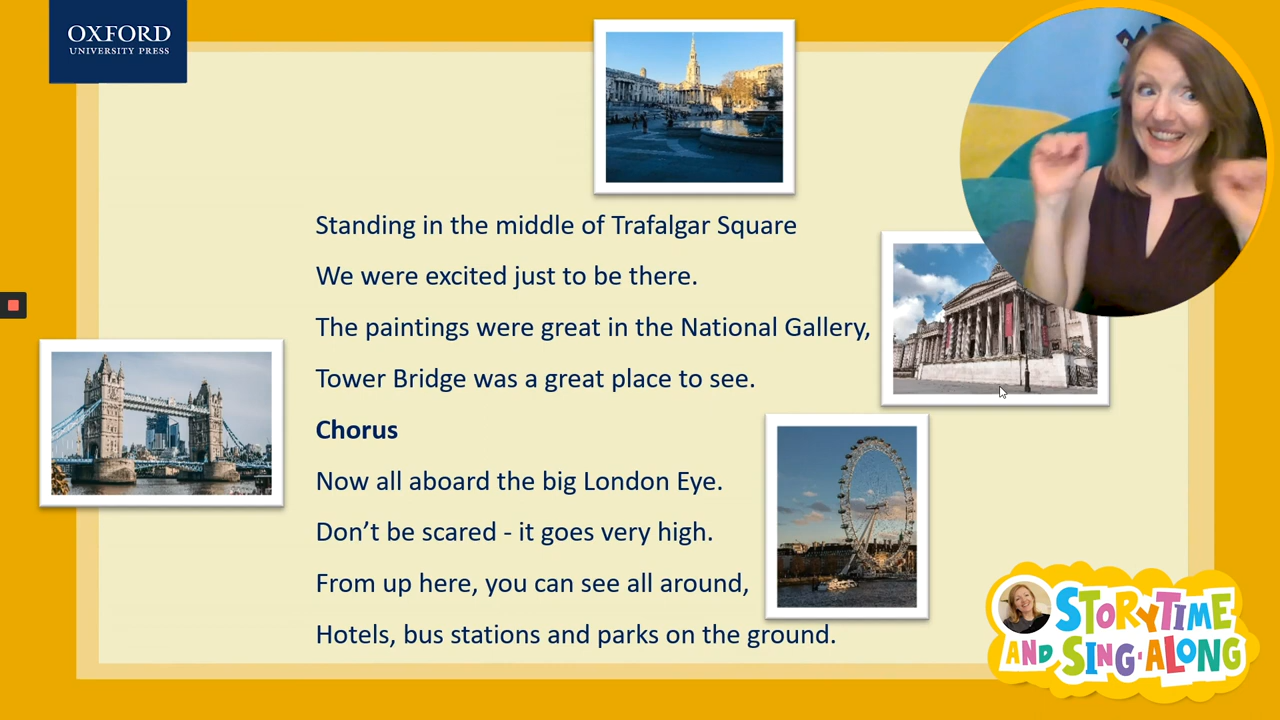 OXFORD
UNIVERSITY PRESS
Standing in the middle of Trafalgar Square
We were excited just to be there.
The paintings were great in the National Gallery,
Tower Bridge was a great place to see.
Chorus
Now all aboard the big London Eye.
Don’t be scared - it goes very high.
From up here, you can see all around,
Hotels, bus stations and parks on the ground.
STORYTIME
AND SING-ALONG